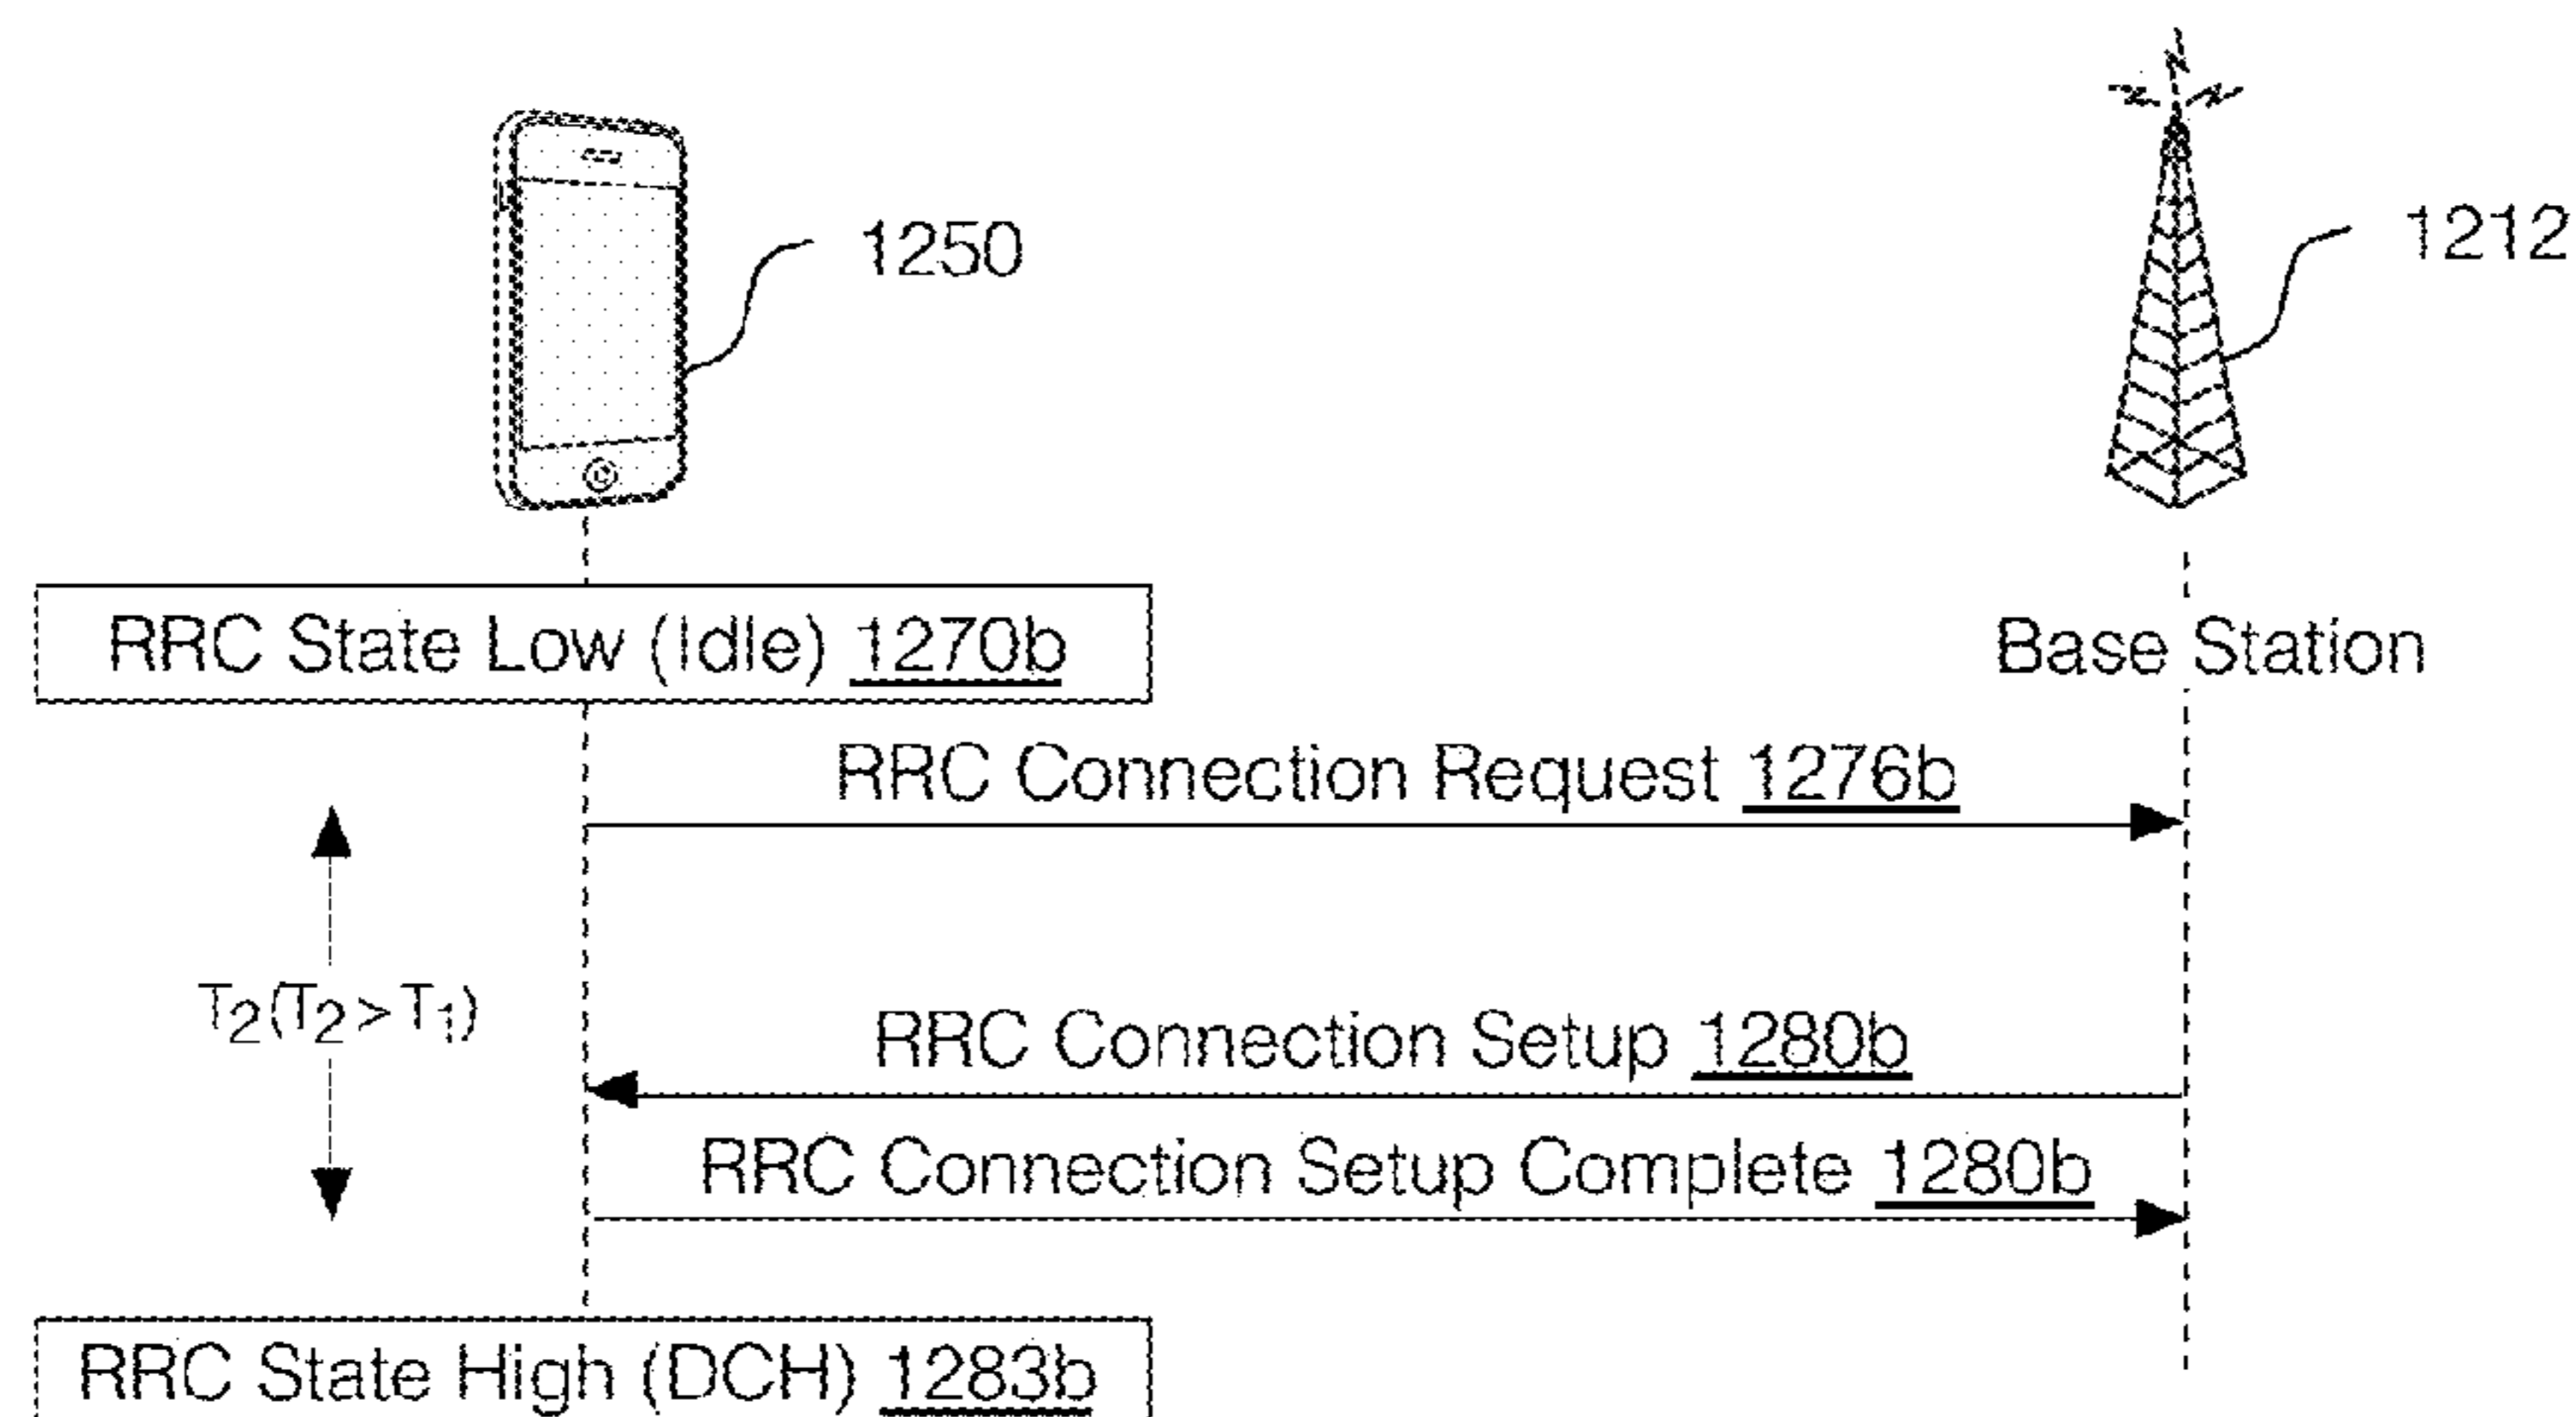 1250
1212
RRC State Low (Idle) 1270b
Base Station
RRC Connection Request 1276b
T2(T2>T1)
RRC Connection Setup 1280b
RRC Connection Setup Complete 1280b
RRC State High (DCH) 1283b